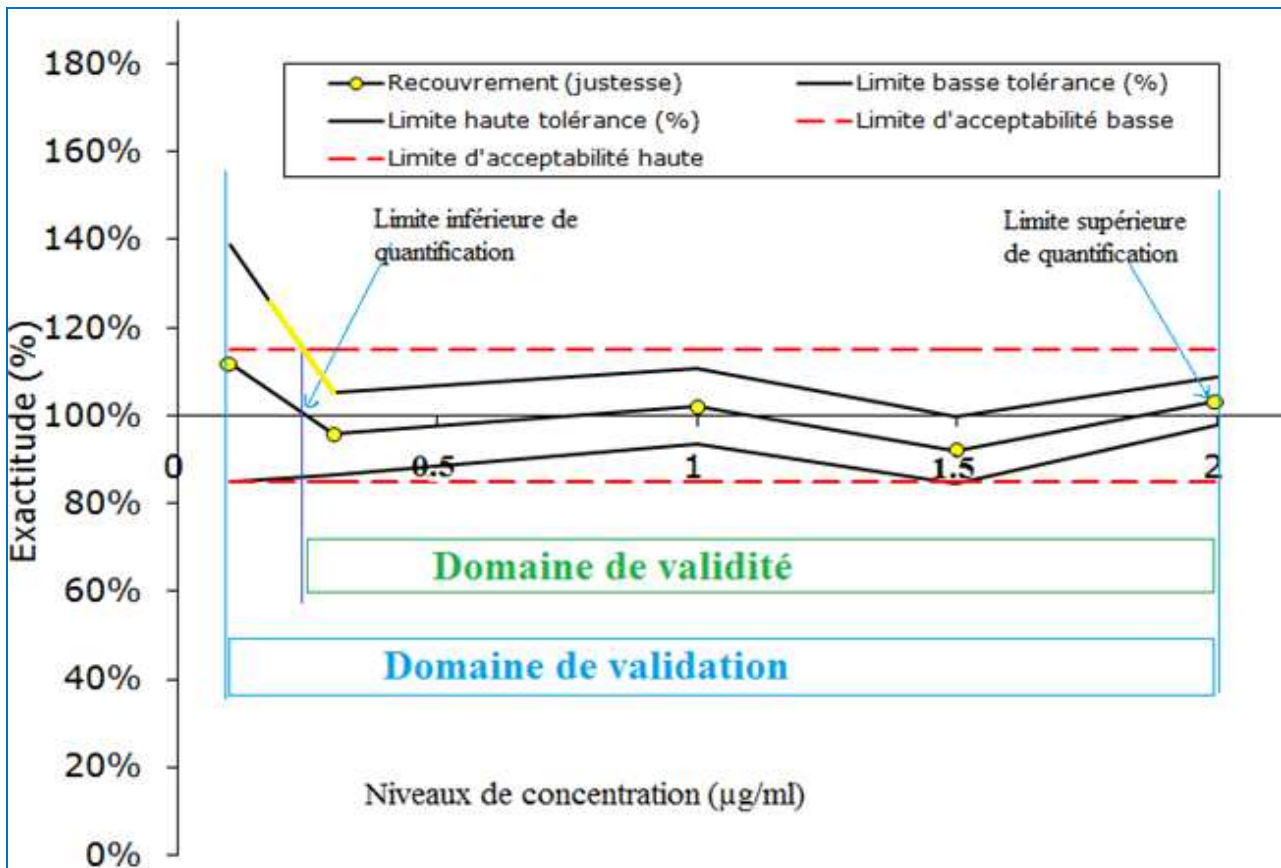 180%
160%
140%
120%
100%
80%
60%
40%
20%
0%
Exactitude (%)
Recouvrement (justesse)
Limite basse tolérance (%)
Limite haute tolérance (%)
Limite d'acceptabilité basse
Limite d'acceptabilité haute
Limite inférieure de
quantification
Limite supérieure
de quantification
0 0.5 1 1.5 2
Domaine de validité
Domaine de validation
Niveaux de concentration (µg/ml)